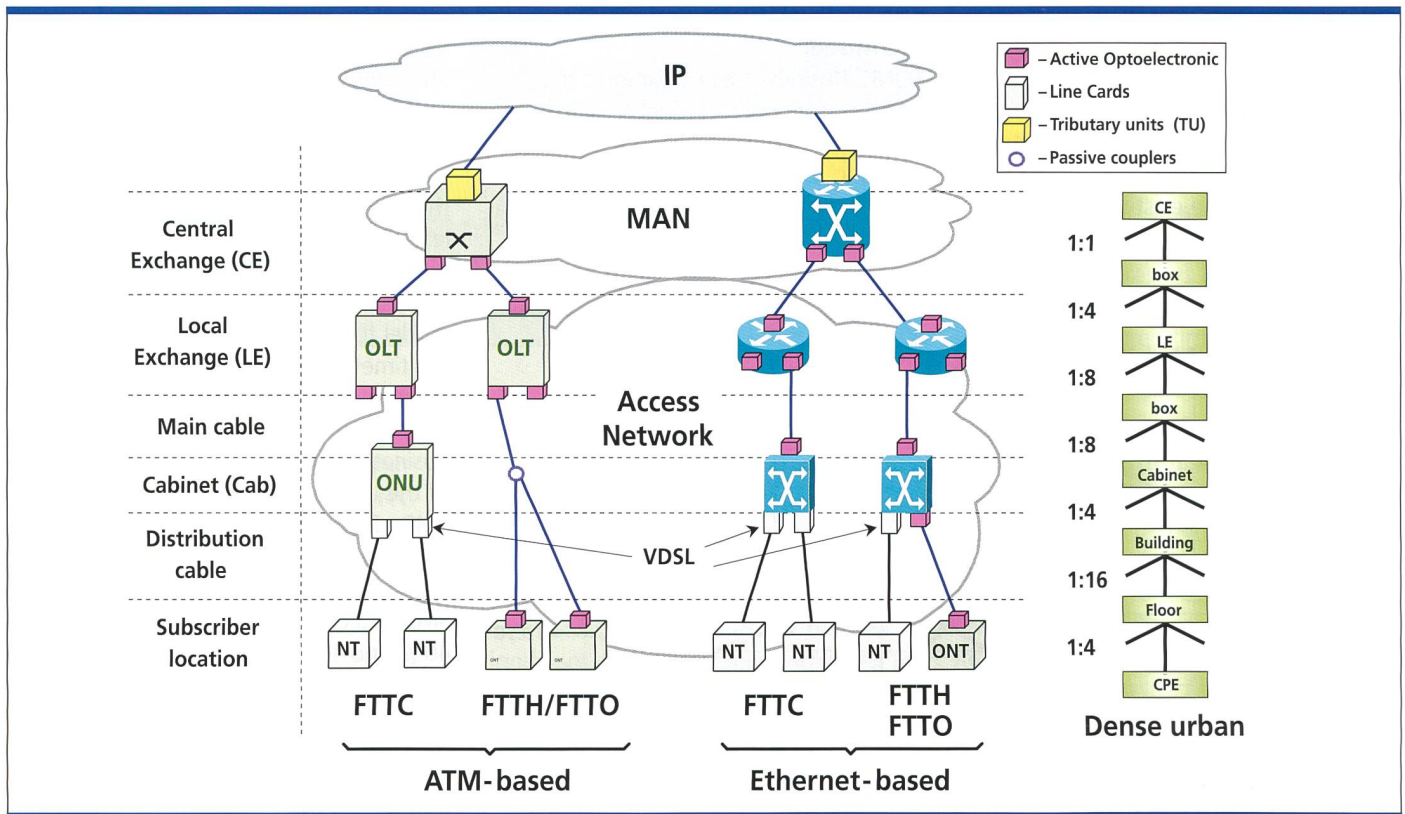 IP
– Active Optoelectronic
– Line Cards
– Tributary units (TU)
– Passive couplers
MAN
Central
Exchange (CE)
Local
Exchange (LE)
OLT
OLT
Access
Network
Main cable
Cabinet (Cab)
ONU
Distribution
cable
VDSL
Subscriber
location
NT
NT
ONT
ONT
NT
NT
NT
ONT
FTTC
FTTH/FTTO
FTTC
FTTH
FTTO
ATM-based
Ethernet-based
CE
1:1
box
1:4
LE
1:8
box
1:8
Cabinet
1:4
Building
1:16
Floor
1:4
CPE
Dense urban